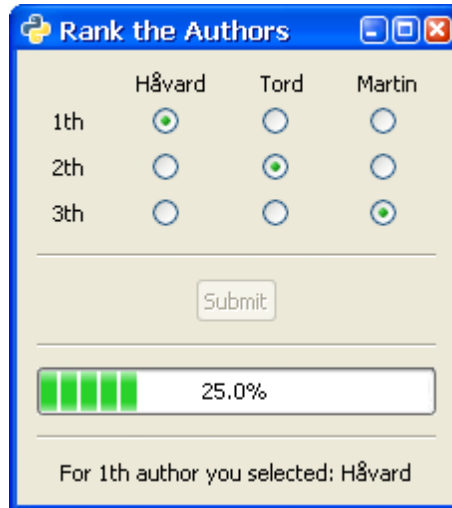 Rank the Authors
Håvard Tord Martin
1th
2th
3th
Submit
25.0%
For 1th author you selected: Håvard